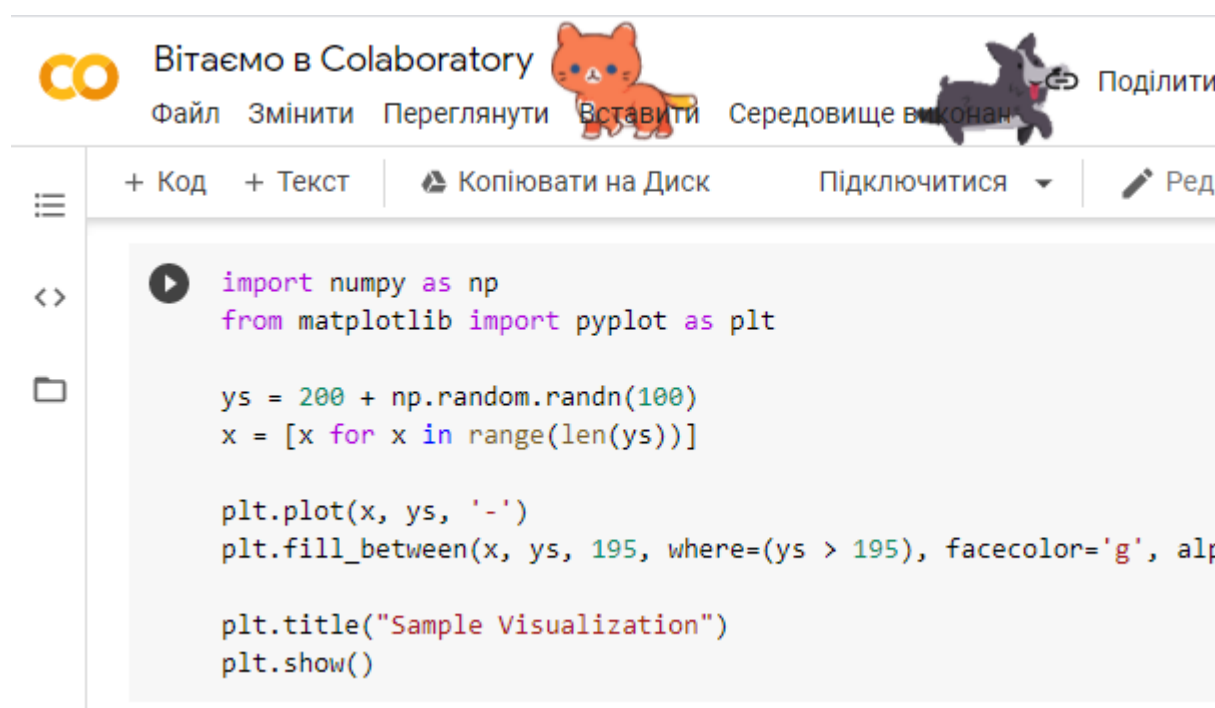 Вітаємо в Colaboratory
Файл Змінити Переглянути Вставити Середовище виконан
Поділити
+ Код + Текст Копіювати на Диск Підключитися Ред
import numpy as np
from matplotlib import pyplot as plt
ys = 200 + np.random.randn(100)
x = [x for x in range(len(ys))]
plt.plot(x, ys, '-')
plt.fill_between(x, ys, 195, where=(ys > 195), facecolor='g', alp
plt.title("Sample Visualization")
plt.show()